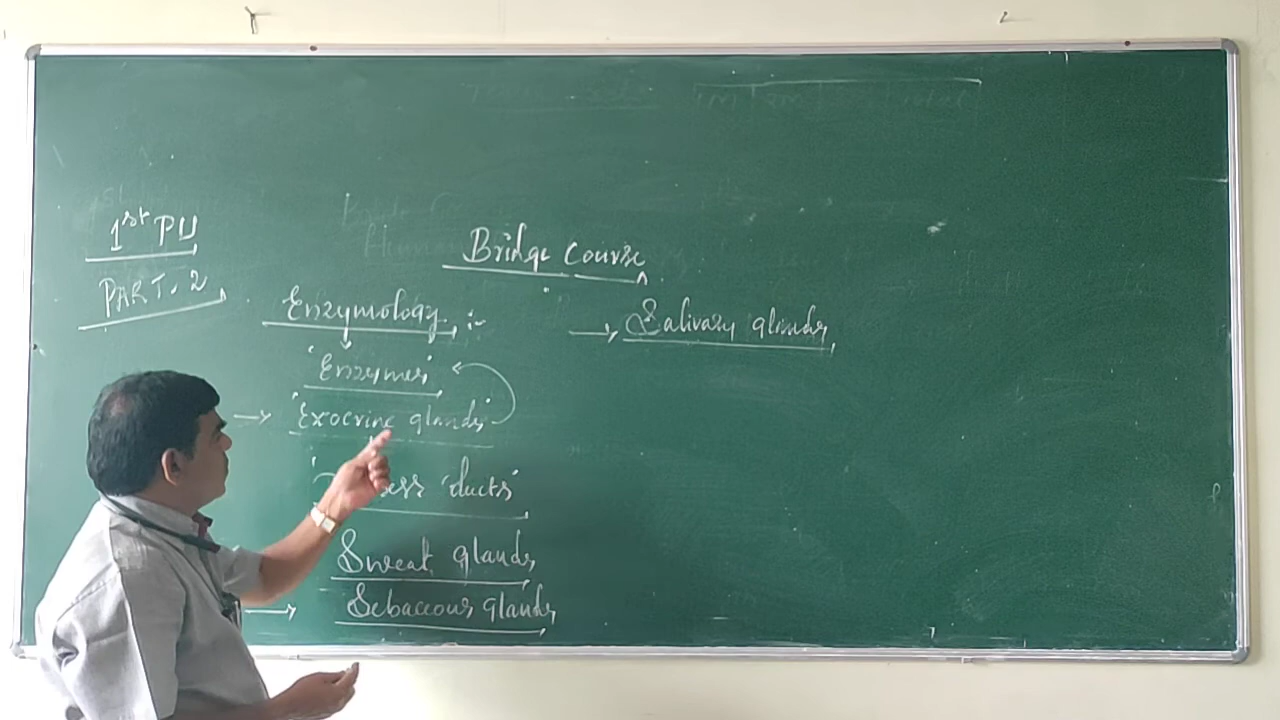 1st PU
PART. 2
Bridge Course
Enzymology :-
"Enzymes"
"Exocrine glands"
ducts"
Sweat glands
Sebaceous glands
→ Salivary glands